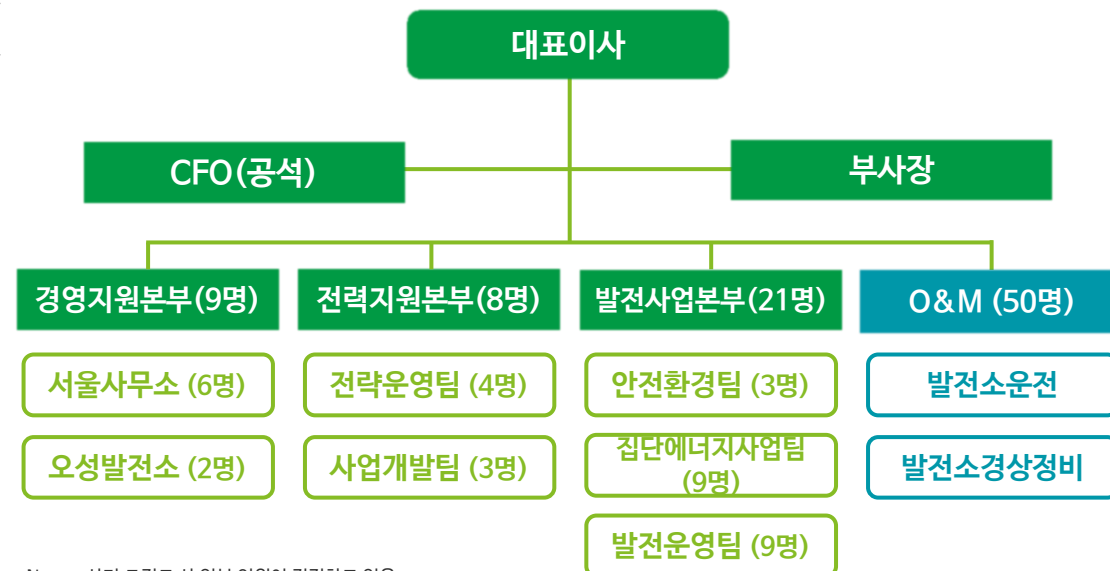 대표이사
CFO(공석)
부사장
경영지원본부(9명)
전력지원본부(8명)
발전사업본부(21명)
O&M (50명)
서울사무소 (6명)
전략운영팀 (4명)
안전환경팀 (3명)
발전소운전
오성발전소 (2명)
사업개발팀 (3명)
집단에너지사업팀
(9명)
발전소경상정비
발전운영팀 (9명)